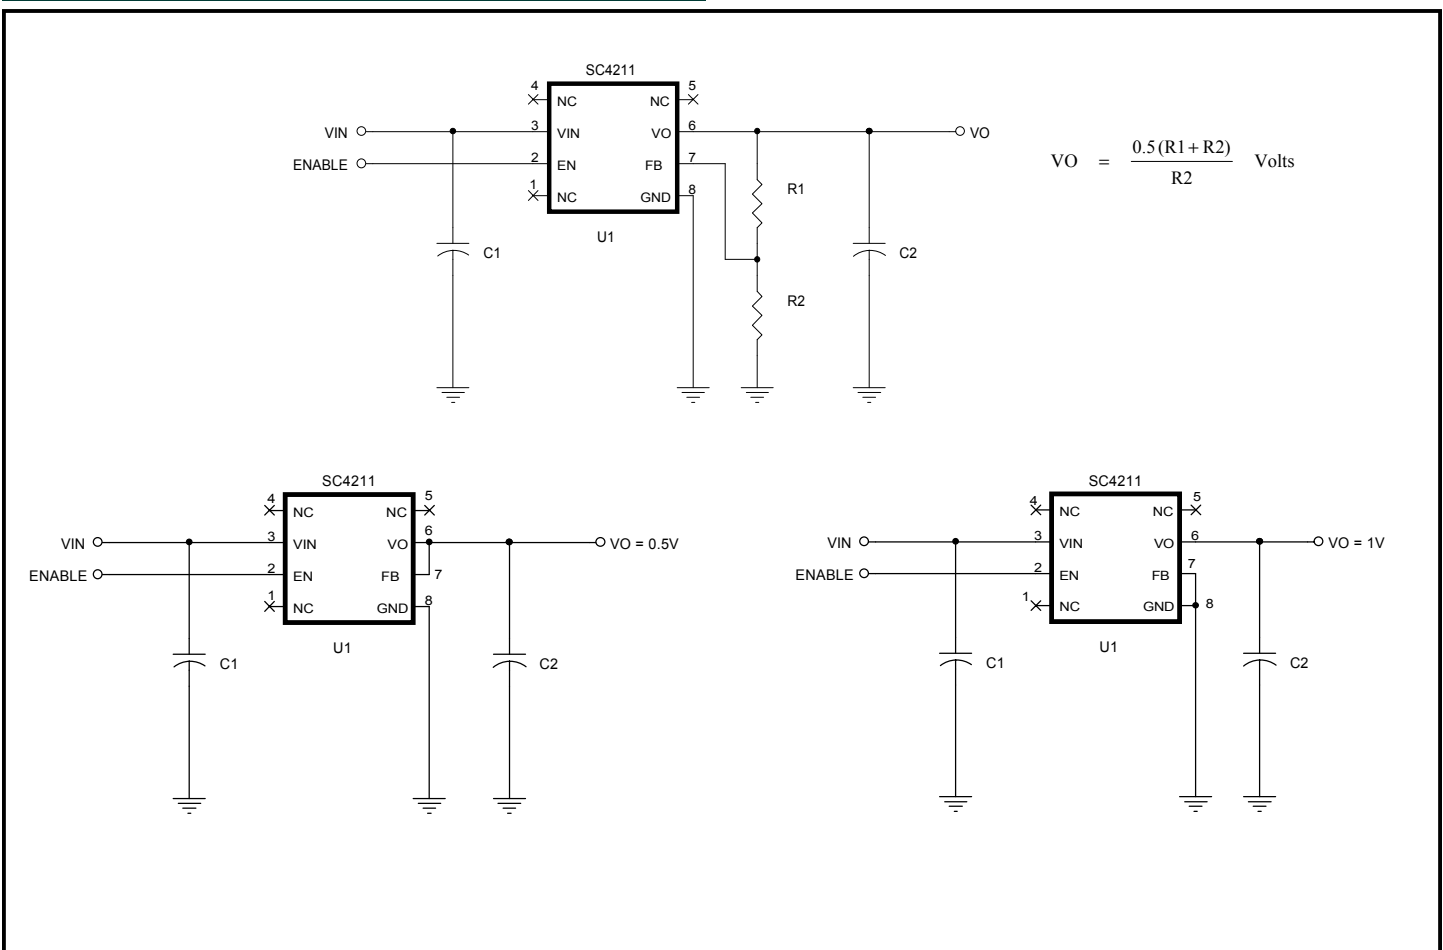 SC4211
4
NC
NC
5
VIN
3
VIN
VO
6
VO
ENABLE
2
EN
FB
7
1
NC
GND
8
U1
C1
R1
R2
C2
VO = 0.5 (R1 + R2) / R2 Volts
SC4211
4
NC
NC
5
VIN
3
VIN
VO
6
VO = 0.5V
ENABLE
2
EN
FB
7
1
NC
GND
8
U1
C1
C2
SC4211
4
NC
NC
5
VIN
3
VIN
VO
6
VO = 1V
ENABLE
2
EN
FB
7
1
NC
GND
8
U1
C1
C2